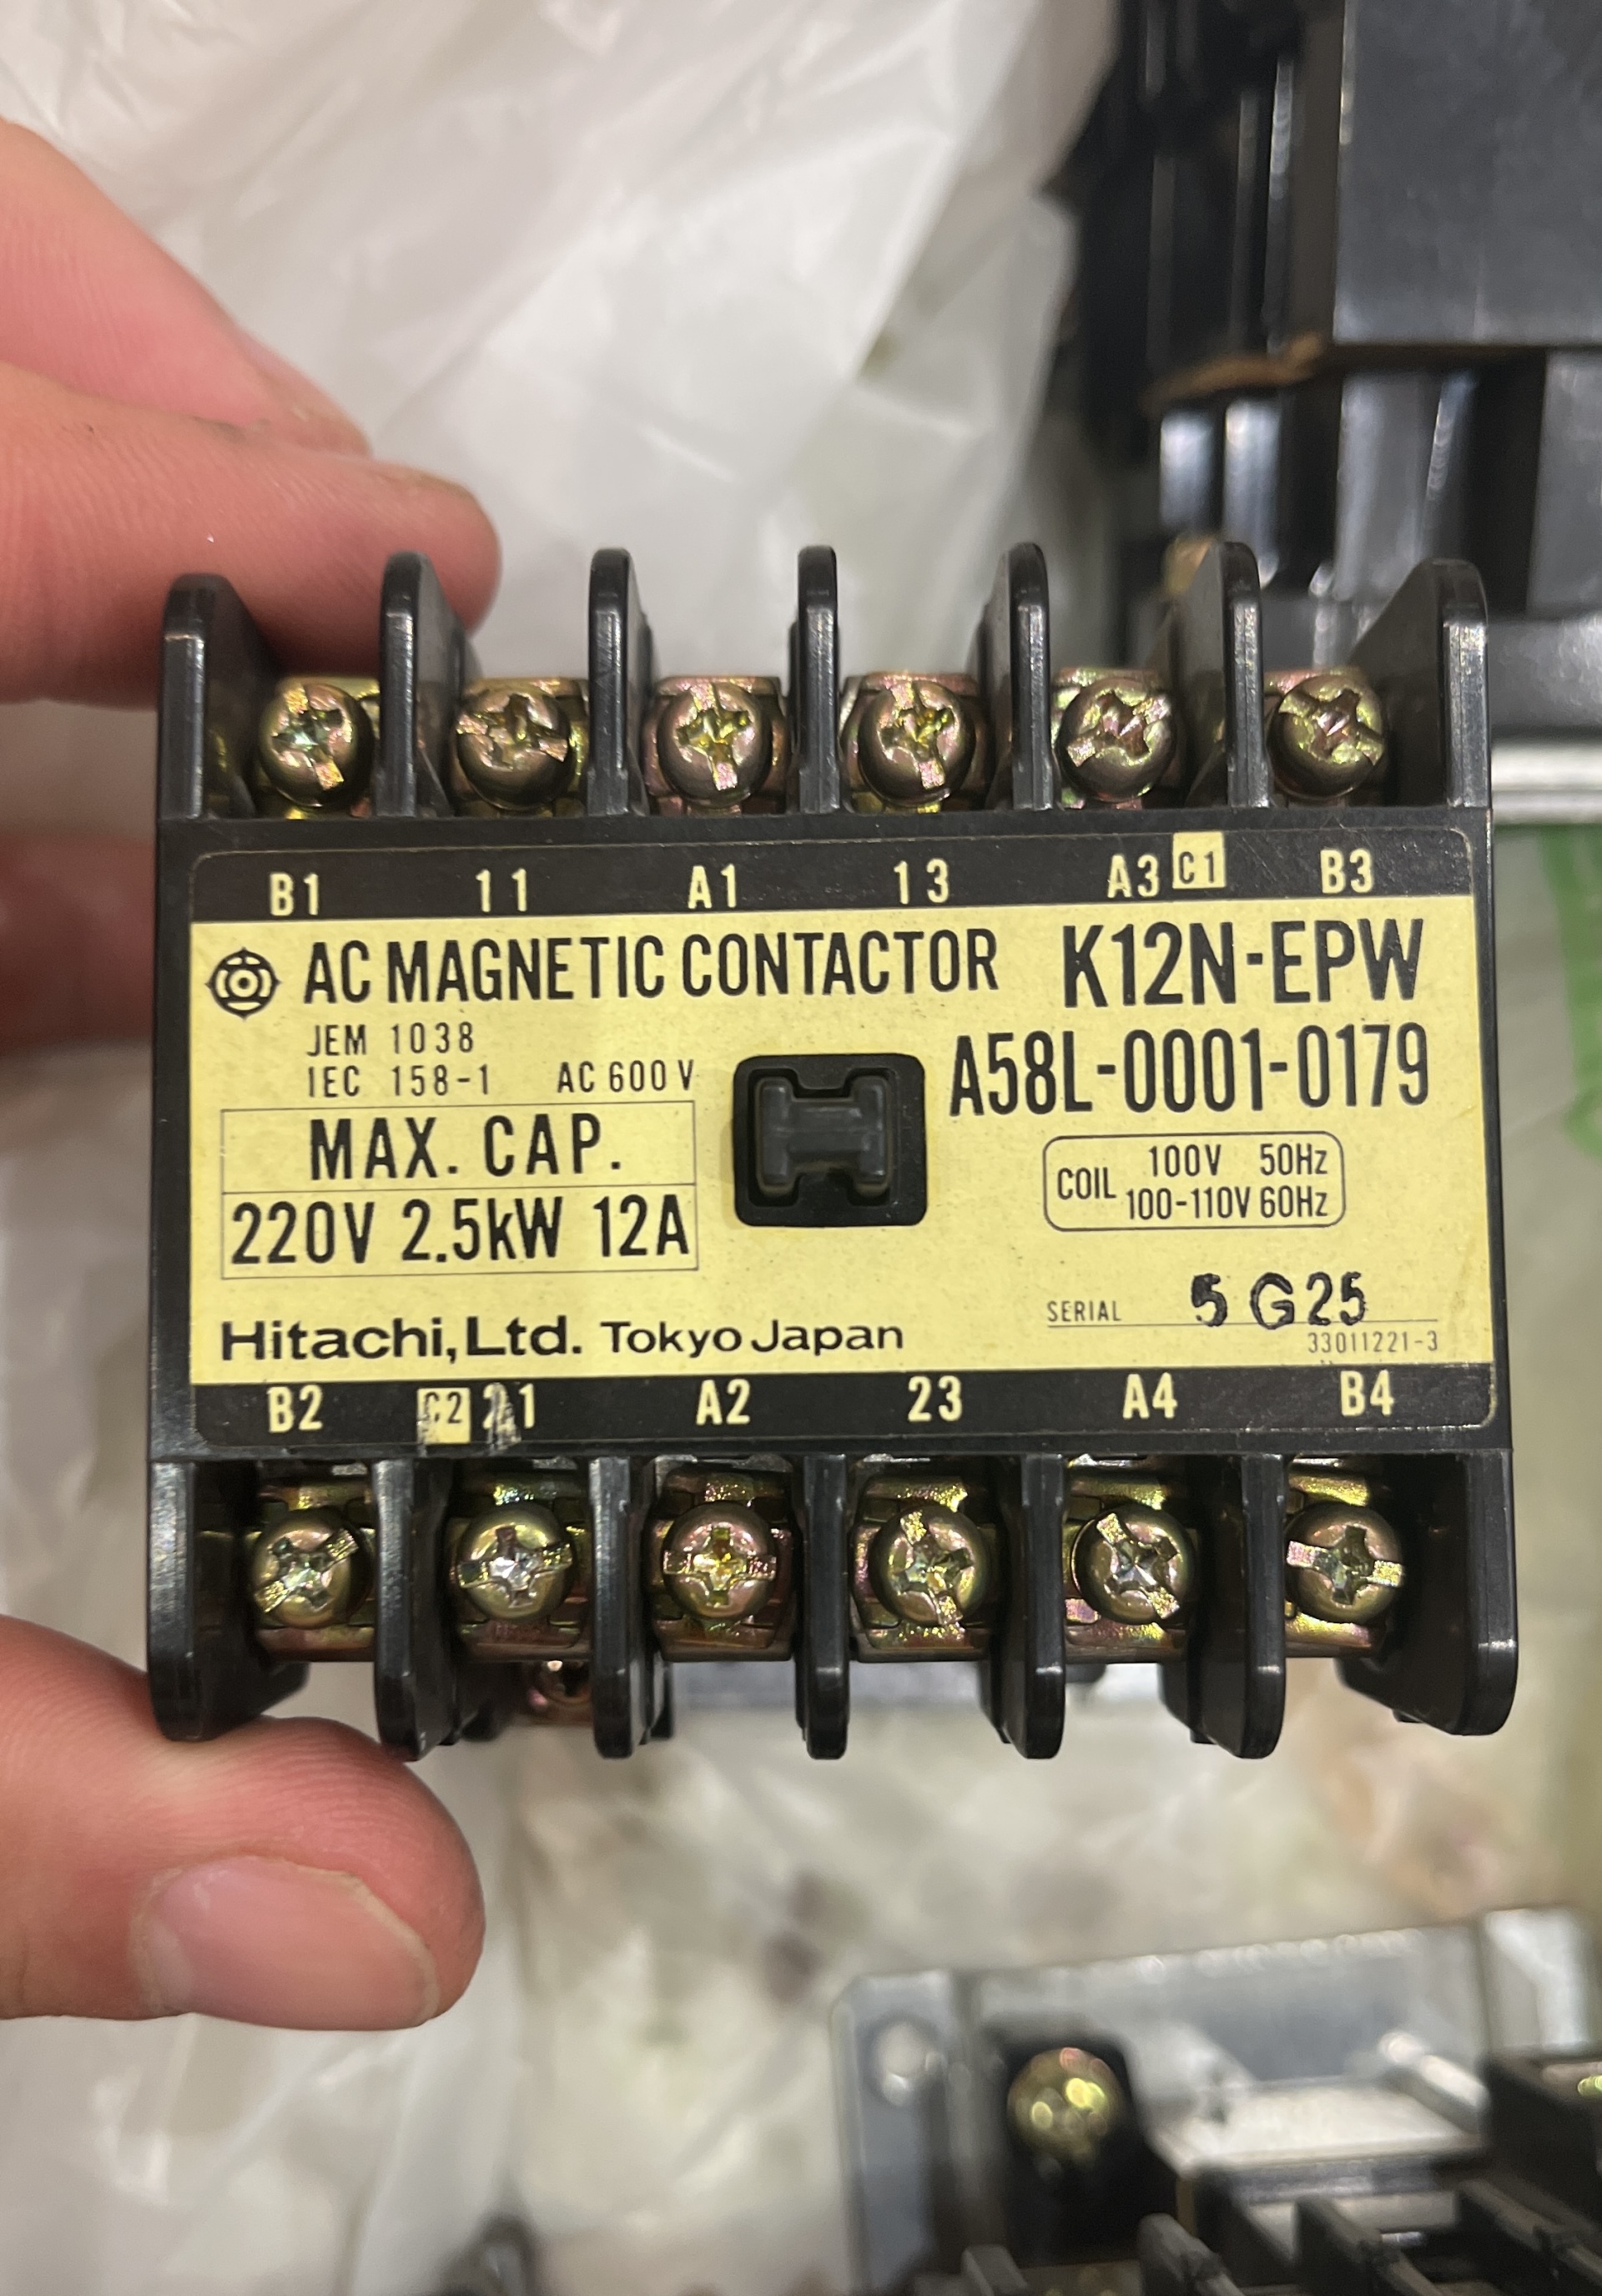 B1 11 A1 13 A3 C1 B3
AC MAGNETIC CONTACTOR K12N-EPW
JEM 1038
IEC 158-1 AC 600 V
A58L-0001-0179
MAX. CAP.
220V 2.5kW 12A
COIL 100V 50Hz
100-110V 60Hz
SERIAL 5 G25
33011221-3
Hitachi, Ltd. Tokyo Japan
B2 C2 21 A2 23 A4 B4